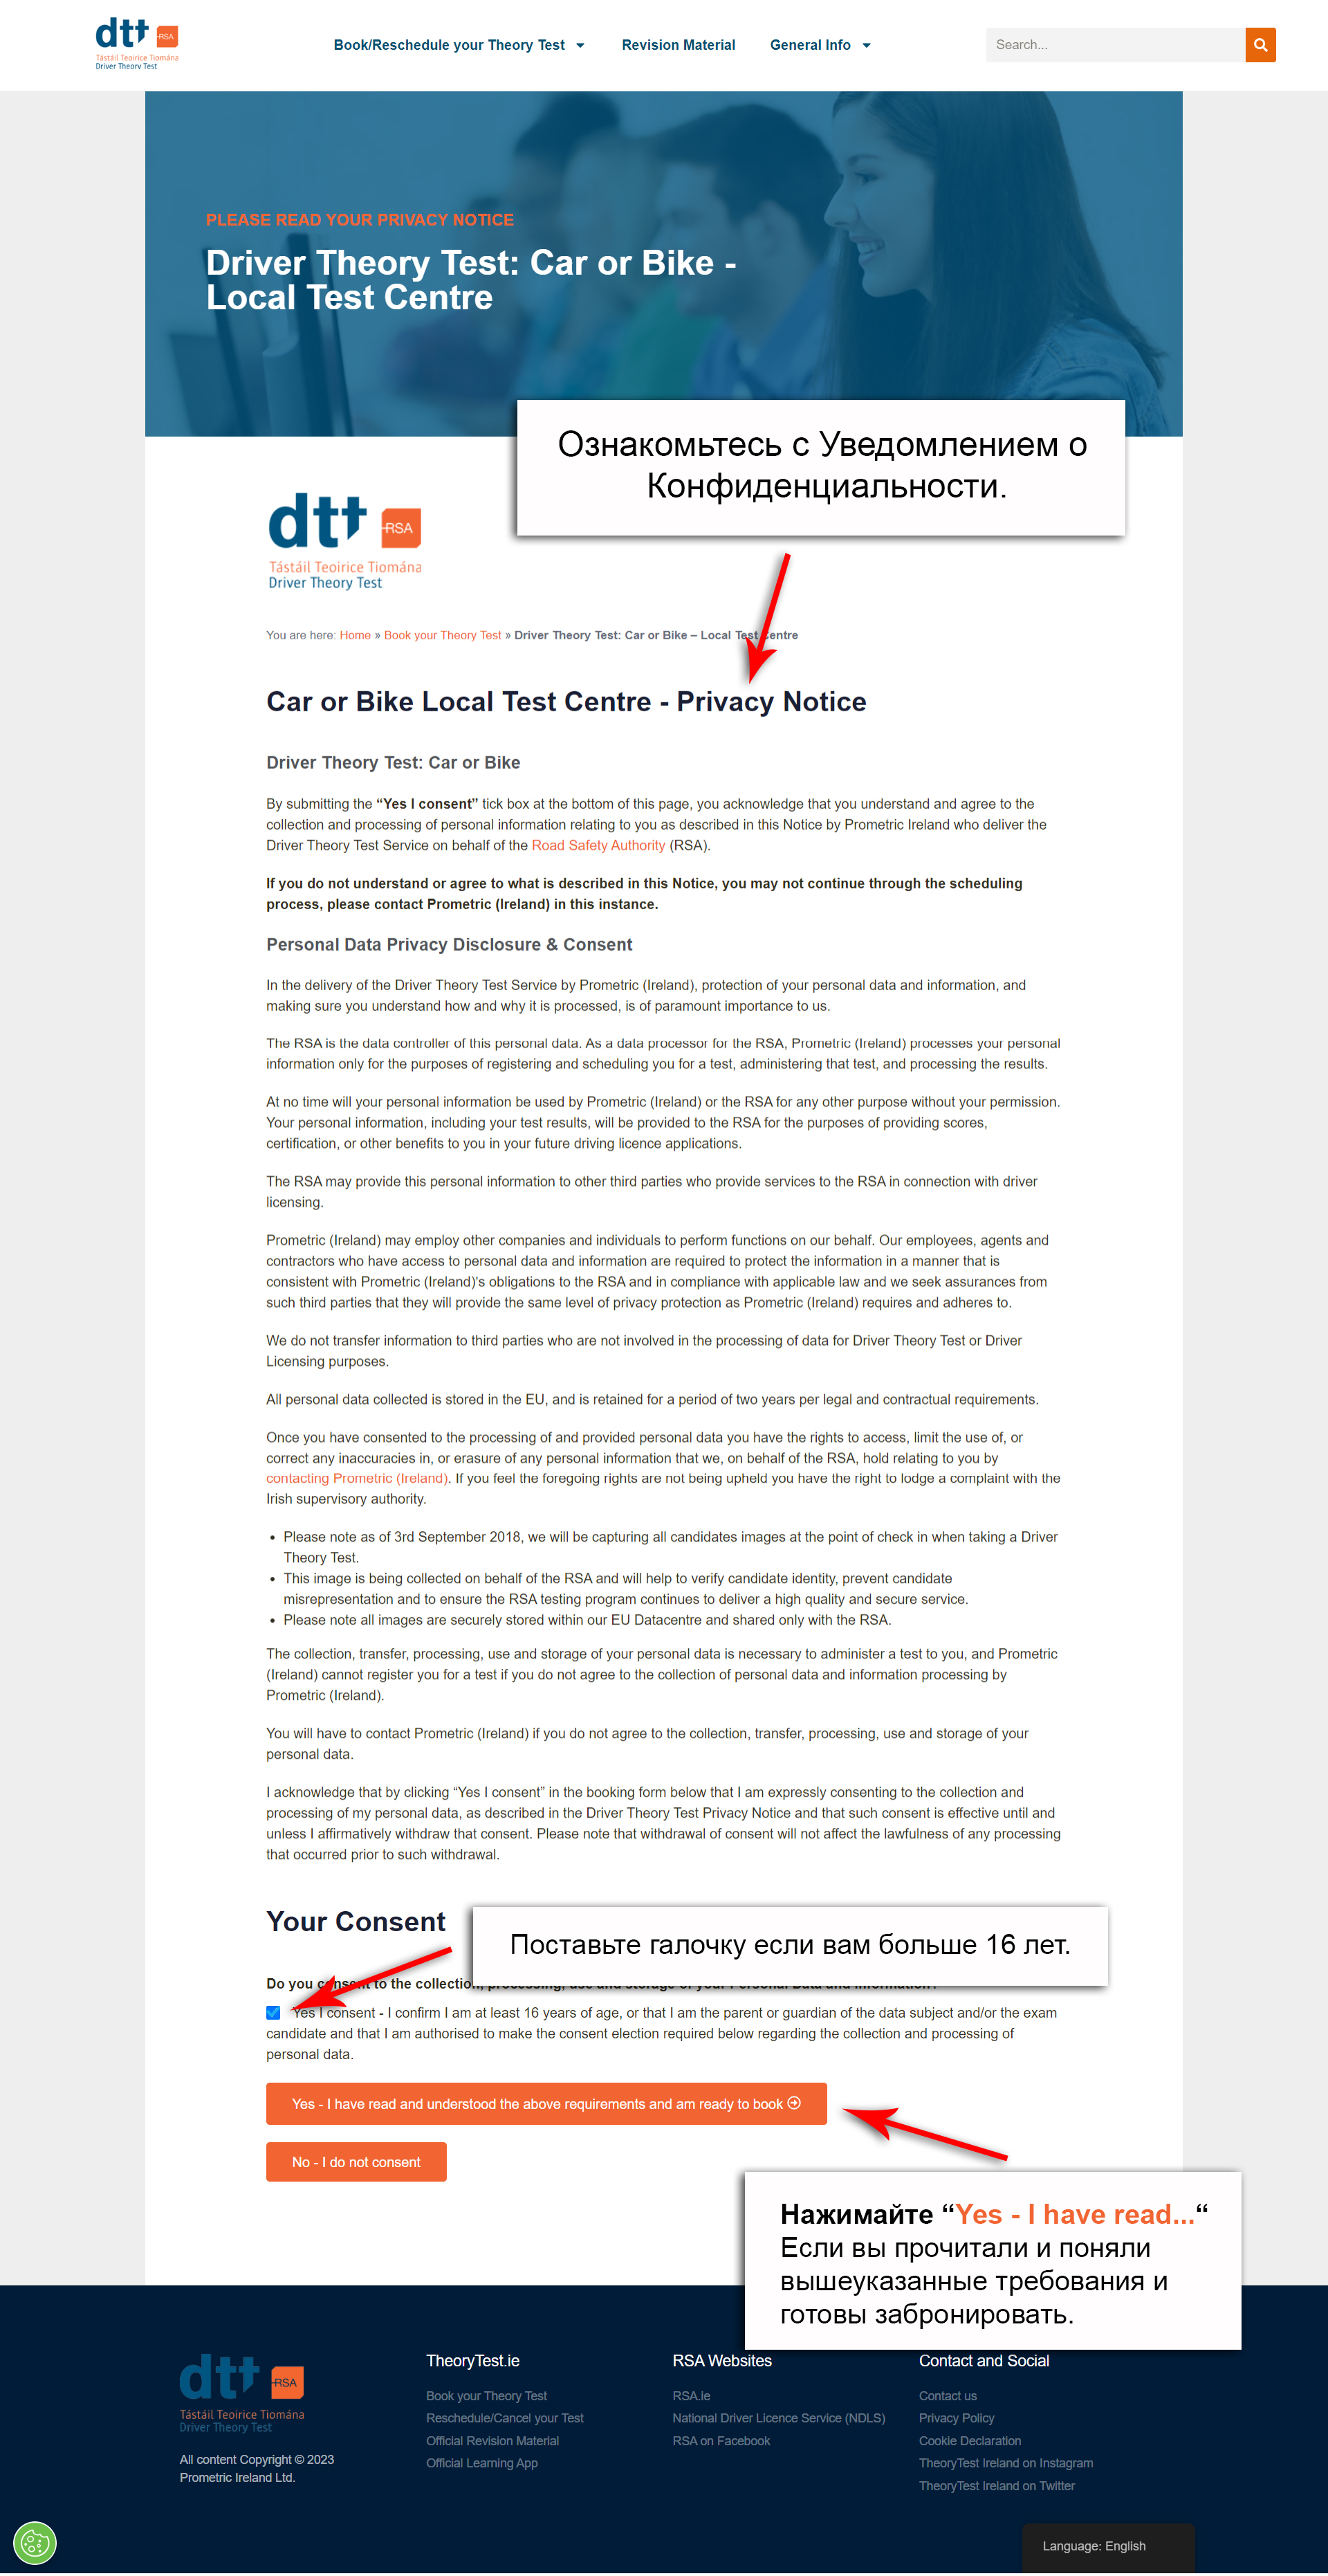 dtt RSA
Tástáil Teoirice Tiomána
Driver Theory Test
Book/Reschedule your Theory Test
Revision Material
General Info
Search...
PLEASE READ YOUR PRIVACY NOTICE
Driver Theory Test: Car or Bike -
Local Test Centre
Ознакомьтесь с Уведомлением о
Конфиденциальности.
dtt RSA
Tástáil Teoirice Tiomána
Driver Theory Test
You are here: Home » Book your Theory Test » Driver Theory Test: Car or Bike – Local Test Centre
Car or Bike Local Test Centre - Privacy Notice
Driver Theory Test: Car or Bike
By submitting the “Yes I consent” tick box at the bottom of this page, you acknowledge that you understand and agree to the
collection and processing of personal information relating to you as described in this Notice by Prometric Ireland who deliver the
Driver Theory Test Service on behalf of the Road Safety Authority (RSA).
If you do not understand or agree to what is described in this Notice, you may not continue through the scheduling
process, please contact Prometric (Ireland) in this instance.
Personal Data Privacy Disclosure & Consent
In the delivery of the Driver Theory Test Service by Prometric (Ireland), protection of your personal data and information, and
making sure you understand how and why it is processed, is of paramount importance to us.
The RSA is the data controller of this personal data. As a data processor for the RSA, Prometric (Ireland) processes your personal
information only for the purposes of registering and scheduling you for a test, administering that test, and processing the results.
At no time will your personal information be used by Prometric (Ireland) or the RSA for any other purpose without your permission.
Your personal information, including your test results, will be provided to the RSA for the purposes of providing scores,
certification, or other benefits to you in your future driving licence applications.
The RSA may provide this personal information to other third parties who provide services to the RSA in connection with driver
licensing.
Prometric (Ireland) may employ other companies and individuals to perform functions on our behalf. Our employees, agents and
contractors who have access to personal data and information are required to protect the information in a manner that is
consistent with Prometric (Ireland)'s obligations to the RSA and in compliance with applicable law and we seek assurances from
such third parties that they will provide the same level of privacy protection as Prometric (Ireland) requires and adheres to.
We do not transfer information to third parties who are not involved in the processing of data for Driver Theory Test or Driver
Licensing purposes.
All personal data collected is stored in the EU, and is retained for a period of two years per legal and contractual requirements.
Once you have consented to the processing of and provided personal data you have the rights to access, limit the use of, or
correct any inaccuracies in, or erasure of any personal information that we, on behalf of the RSA, hold relating to you by
contacting Prometric (Ireland). If you feel the foregoing rights are not being upheld you have the right to lodge a complaint with the
Irish supervisory authority.
• Please note as of 3rd September 2018, we will be capturing all candidates images at the point of check in when taking a Driver
Theory Test.
• This image is being collected on behalf of the RSA and will help to verify candidate identity, prevent candidate
misrepresentation and to ensure the RSA testing program continues to deliver a high quality and secure service.
• Please note all images are securely stored within our EU Datacentre and shared only with the RSA.
The collection, transfer, processing, use and storage of your personal data is necessary to administer a test to you, and Prometric
(Ireland) cannot register you for a test if you do not agree to the collection of personal data and information processing by
Prometric (Ireland).
You will have to contact Prometric (Ireland) if you do not agree to the collection, transfer, processing, use and storage of your
personal data.
I acknowledge that by clicking “Yes I consent” in the booking form below that I am expressly consenting to the collection and
processing of my personal data, as described in the Driver Theory Test Privacy Notice and that such consent is effective until and
unless I affirmatively withdraw that consent. Please note that withdrawal of consent will not affect the lawfulness of any processing
that occurred prior to such withdrawal.
Your Consent
Поставьте галочку если вам больше 16 лет.
Do you consent to the collection, processing, use and storage of your Personal Data and Information?
Yes I consent - I confirm I am at least 16 years of age, or that I am the parent or guardian of the data subject and/or the exam
candidate and that I am authorised to make the consent election required below regarding the collection and processing of
personal data.
Yes - I have read and understood the above requirements and am ready to book
No - I do not consent
Нажимайте “Yes - I have read...“
Если вы прочитали и поняли
вышеуказанные требования и
готовы забронировать.
dtt RSA
Tástáil Teoirice Tiomána
Driver Theory Test
All content Copyright © 2023
Prometric Ireland Ltd.
TheoryTest.ie
Book your Theory Test
Reschedule/Cancel your Test
Official Revision Material
Official Learning App
RSA Websites
RSA.ie
National Driver Licence Service (NDLS)
RSA on Facebook
Contact and Social
Contact us
Privacy Policy
Cookie Declaration
TheoryTest Ireland on Instagram
TheoryTest Ireland on Twitter
Language: English